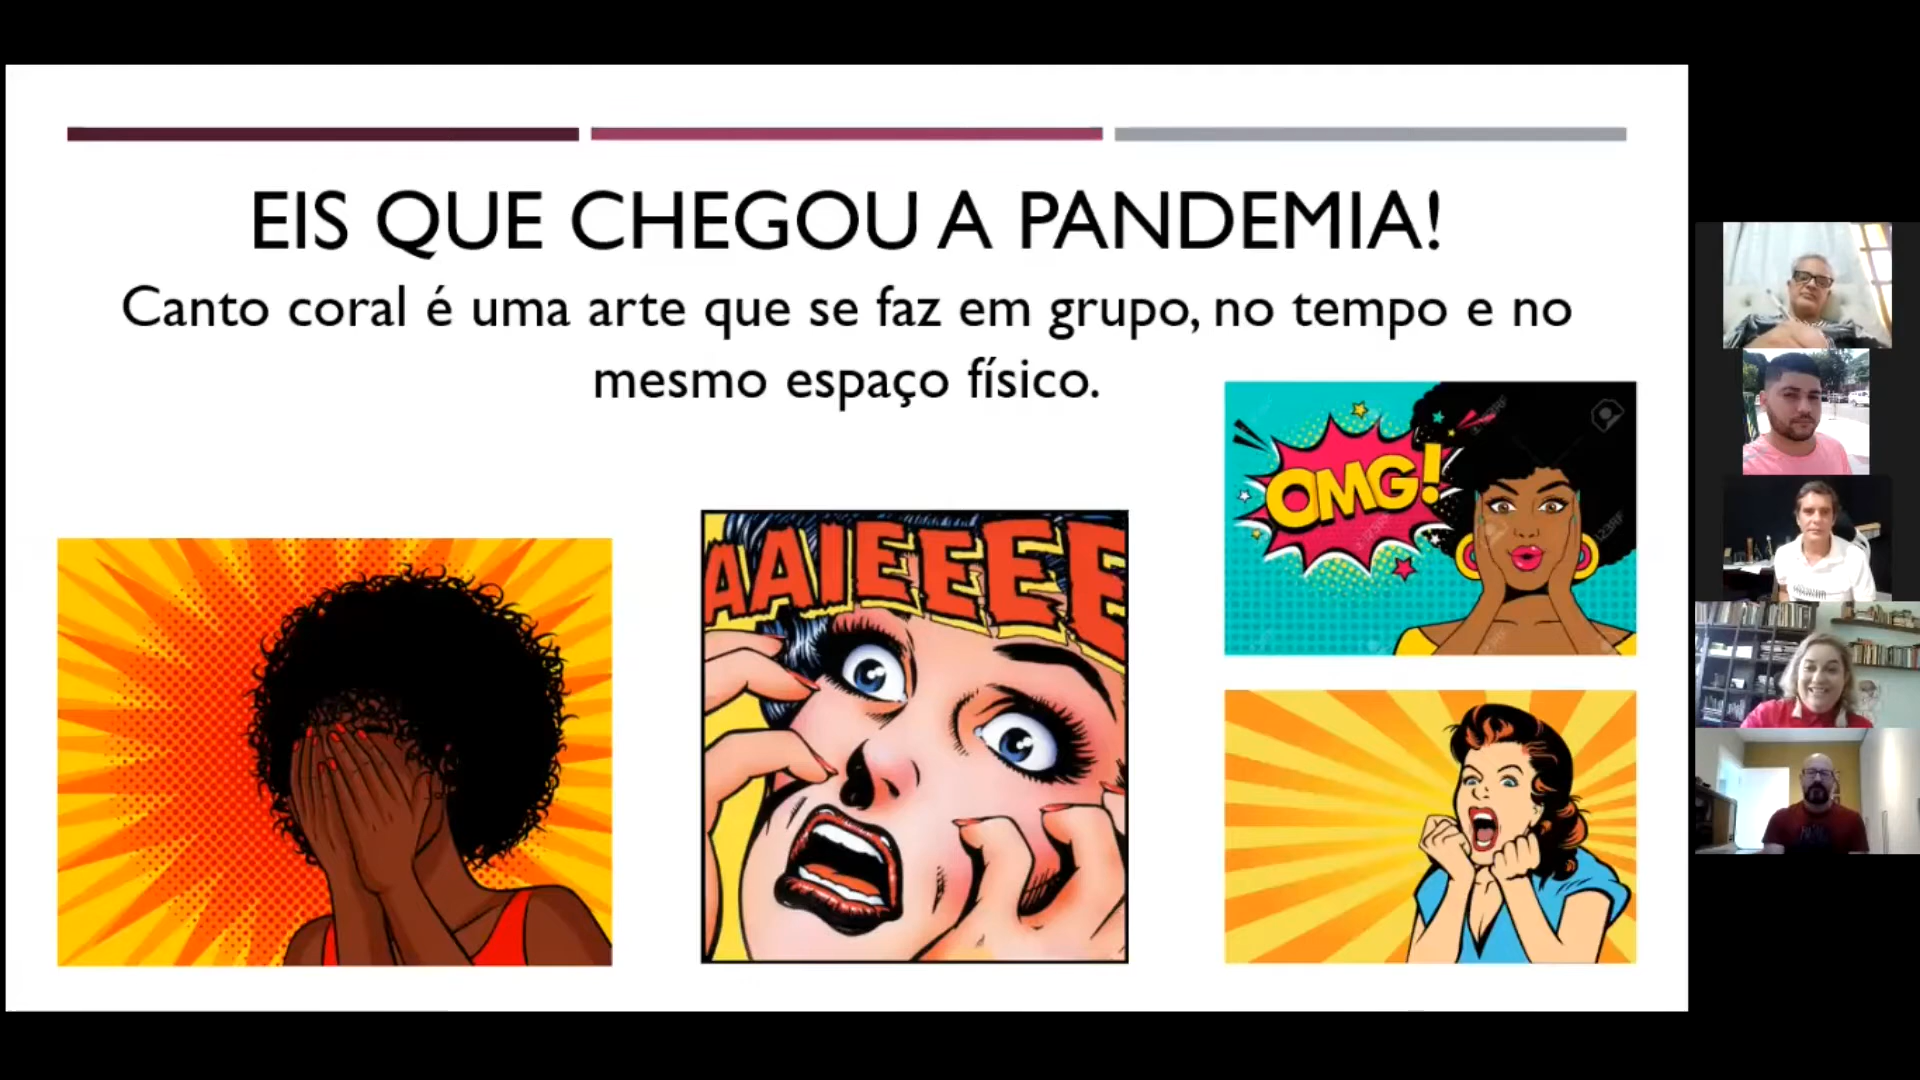 EIS QUE CHEGOU A PANDEMIA!
Canto coral é uma arte que se faz em grupo, no tempo e no
mesmo espaço físico.
OMG!
AAIEEEE
123RF